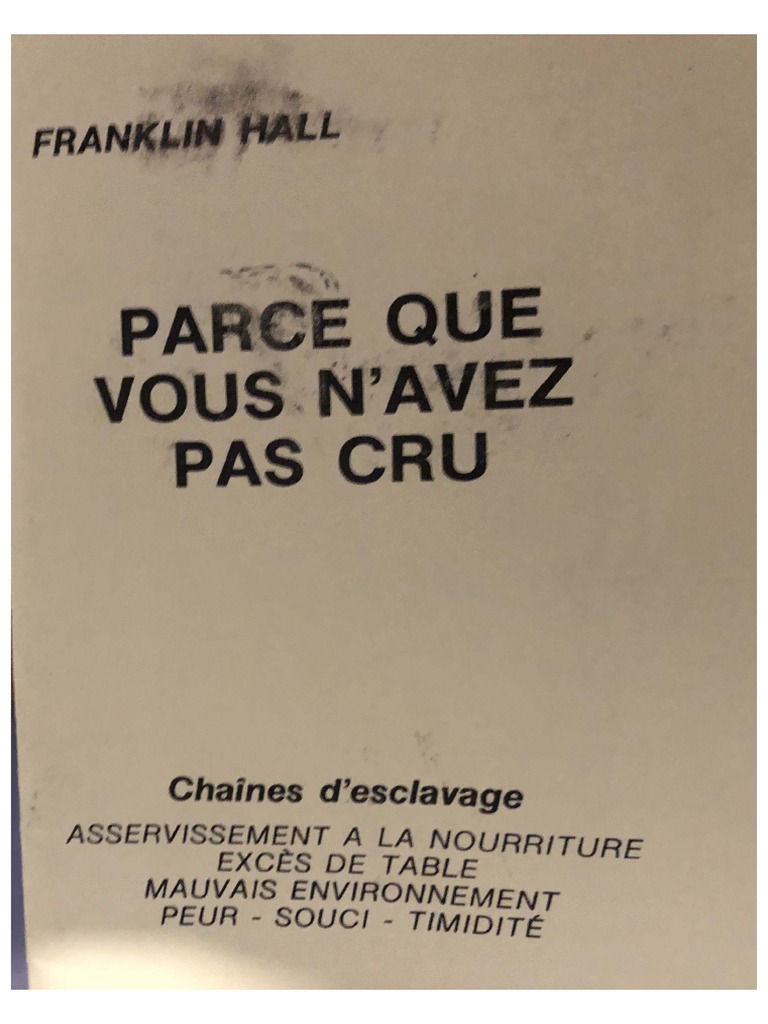 FRANKLIN HALL
PARCE QUE
VOUS N'AVEZ
PAS CRU
Chaînes d'esclavage
ASSERVISSEMENT A LA NOURRITURE
EXCÈS DE TABLE
MAUVAIS ENVIRONNEMENT
PEUR - SOUCI - TIMIDITÉ